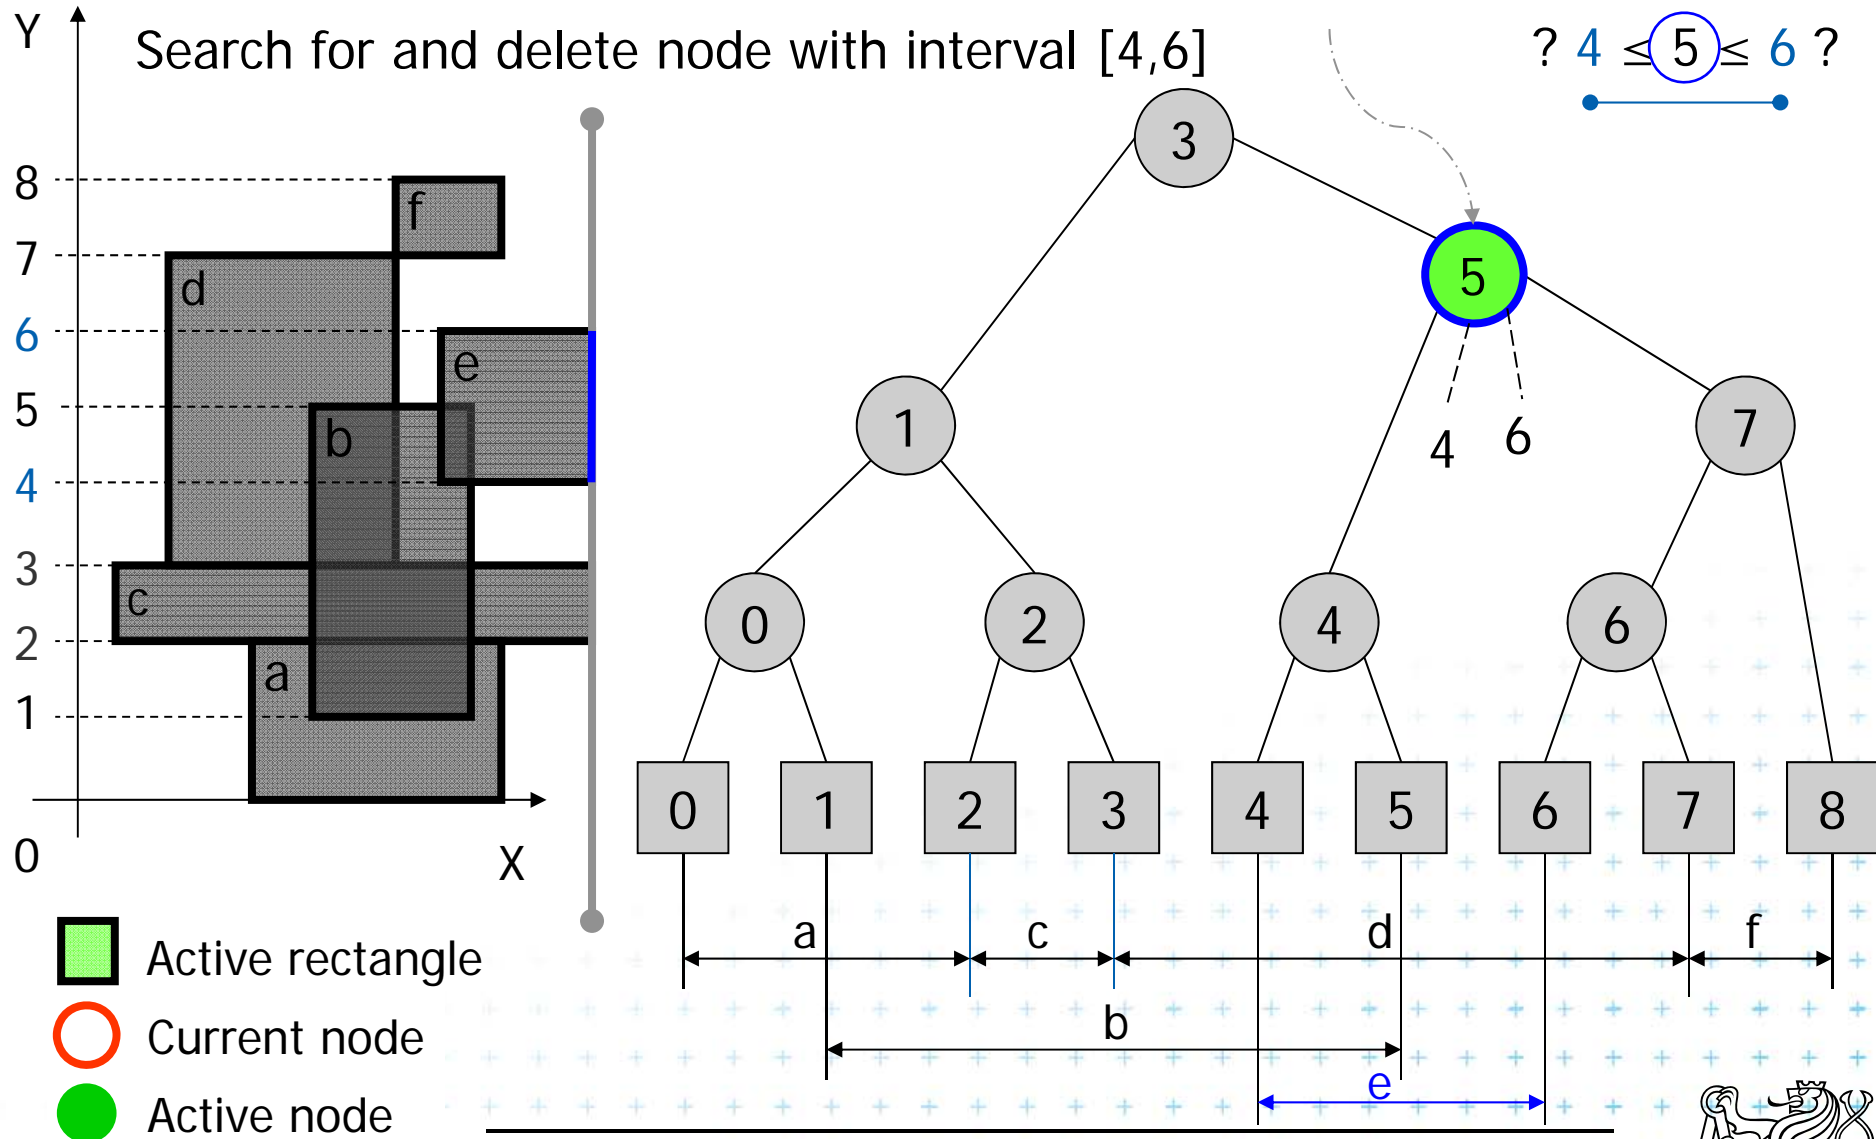 Y
Search for and delete node with interval [4,6]
? 4 ≤ 5 ≤ 6 ?
3
8
f
7
d
5
6
e
5
b
1
4 6
7
4
3
c
0
2
4
6
2
a
1
0
1
2
3
4
5
6
7
8
0
X
a
c
d
f
Active rectangle
b
Current node
e
Active node